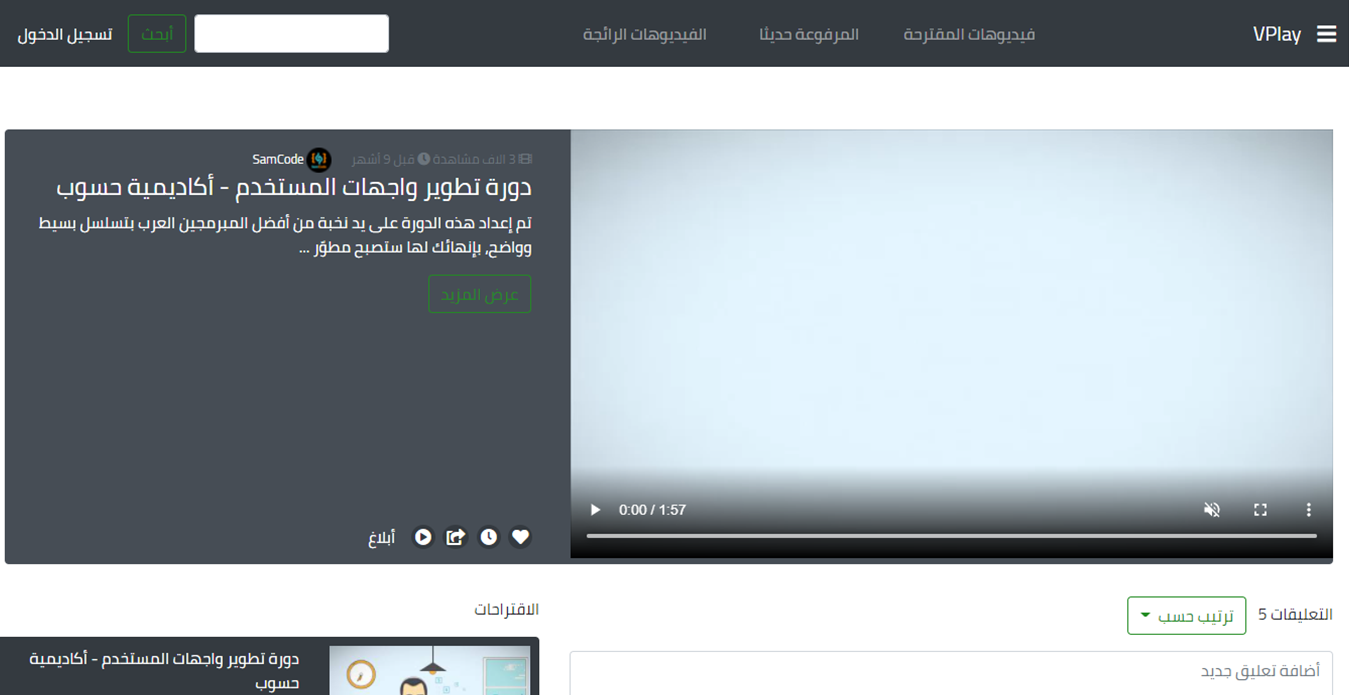 VPlay
فيديوهات المقترحة
المرفوعة حديثًا
الفيديوهات الرائجة
أبحث
تسجيل الدخول
3 الاف مشاهدة قبل 9 أشهر SamCode
دورة تطوير واجهات المستخدم - أكاديمية حسوب
تم إعداد هذه الدورة على يد نخبة من أفضل المبرمجين العرب بتسلسل بسيط
وواضح، بإنهائك لها ستصبح مطوّر ...
عرض المزيد
أبلاغ
0:00 / 1:57
التعليقات 5
ترتيب حسب
أضافة تعليق جديد
الاقتراحات
دورة تطوير واجهات المستخدم - أكاديمية
حسوب